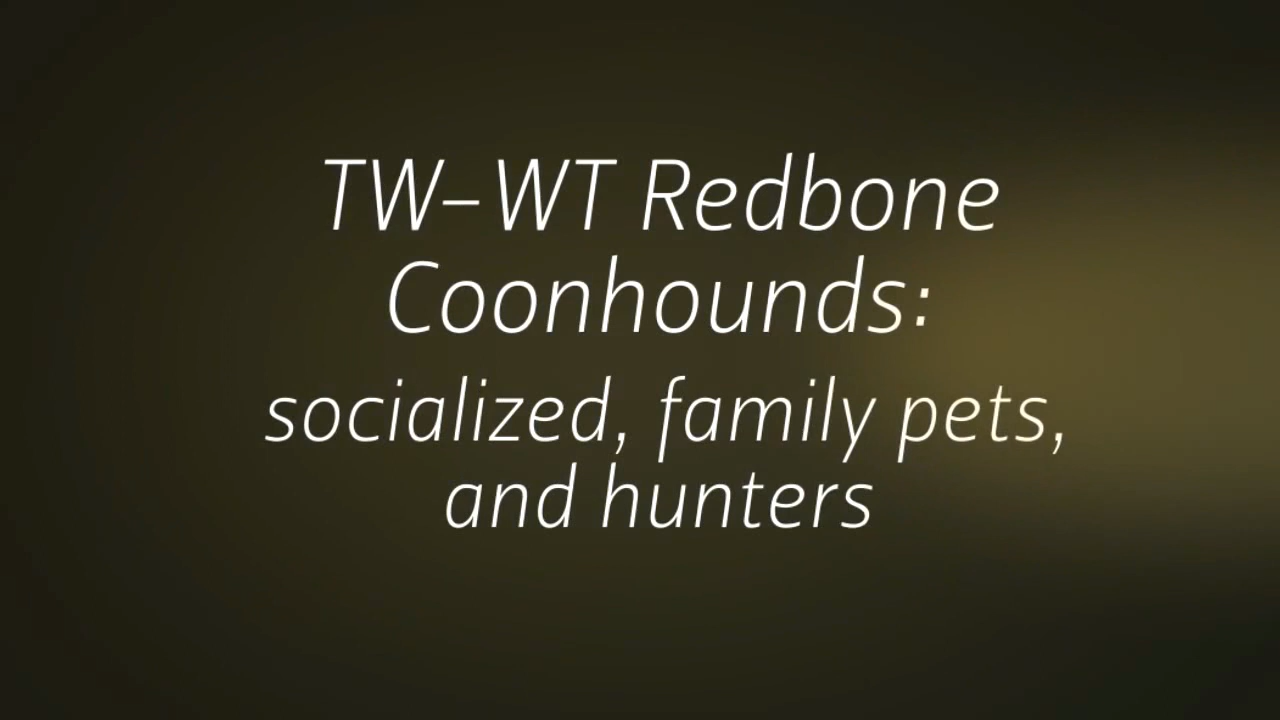 TW-WT Redbone
Coonhounds:
socialized, family pets,
and hunters